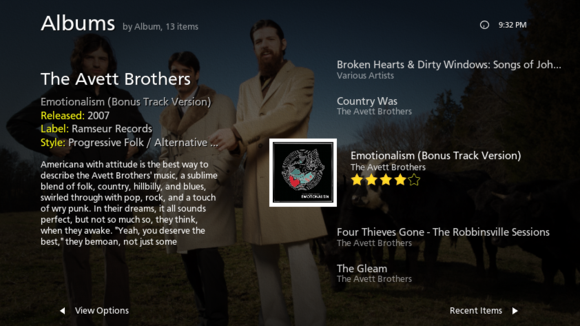 Albums by Album, 13 items
9:32 PM
The Avett Brothers
Emotionalism (Bonus Track Version)
Released: 2007
Label: Ramseur Records
Style: Progressive Folk / Alternative ...
Americana with attitude is the best way to
describe the Avett Brothers' music, a sublime
blend of folk, country, hillbilly, and blues,
swirled through with pop, rock, and a touch
of wry punk. In their dreams, it all sounds
perfect, but not so much so, they think,
when they awake. "Yeah, you deserve the
best," they bemoan, not just some
Broken Hearts & Dirty Windows: Songs of Joh...
Various Artists
Country Was
The Avett Brothers
EMOTIONALISM
Emotionalism (Bonus Track Version)
The Avett Brothers
Four Thieves Gone - The Robbinsville Sessions
The Avett Brothers
The Gleam
The Avett Brothers
View Options
Recent Items